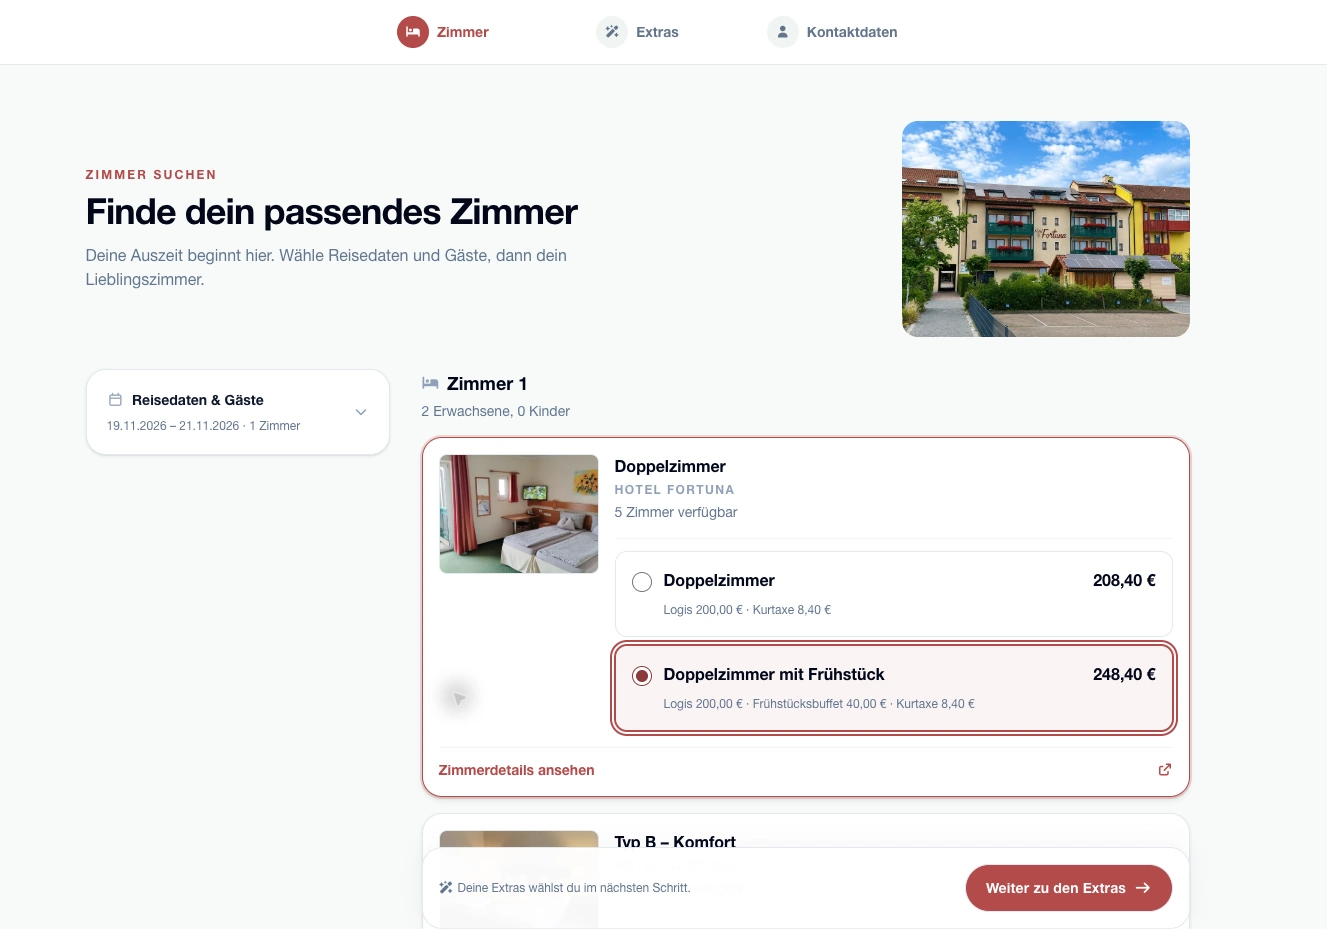 Zimmer
Extras
Kontaktdaten
ZIMMER SUCHEN
Finde dein passendes Zimmer
Deine Auszeit beginnt hier. Wähle Reisedaten und Gäste, dann dein
Lieblingszimmer.
Fortuna
Reisedaten & Gäste
19.11.2026 – 21.11.2026 · 1 Zimmer
Zimmer 1
2 Erwachsene, 0 Kinder
Doppelzimmer
HOTEL FORTUNA
5 Zimmer verfügbar
Doppelzimmer 208,40 €
Logis 200,00 € · Kurtaxe 8,40 €
Doppelzimmer mit Frühstück 248,40 €
Logis 200,00 € · Frühstücksbuffet 40,00 € · Kurtaxe 8,40 €
Zimmerdetails ansehen
Typ B – Komfort
Deine Extras wählst du im nächsten Schritt.
Weiter zu den Extras